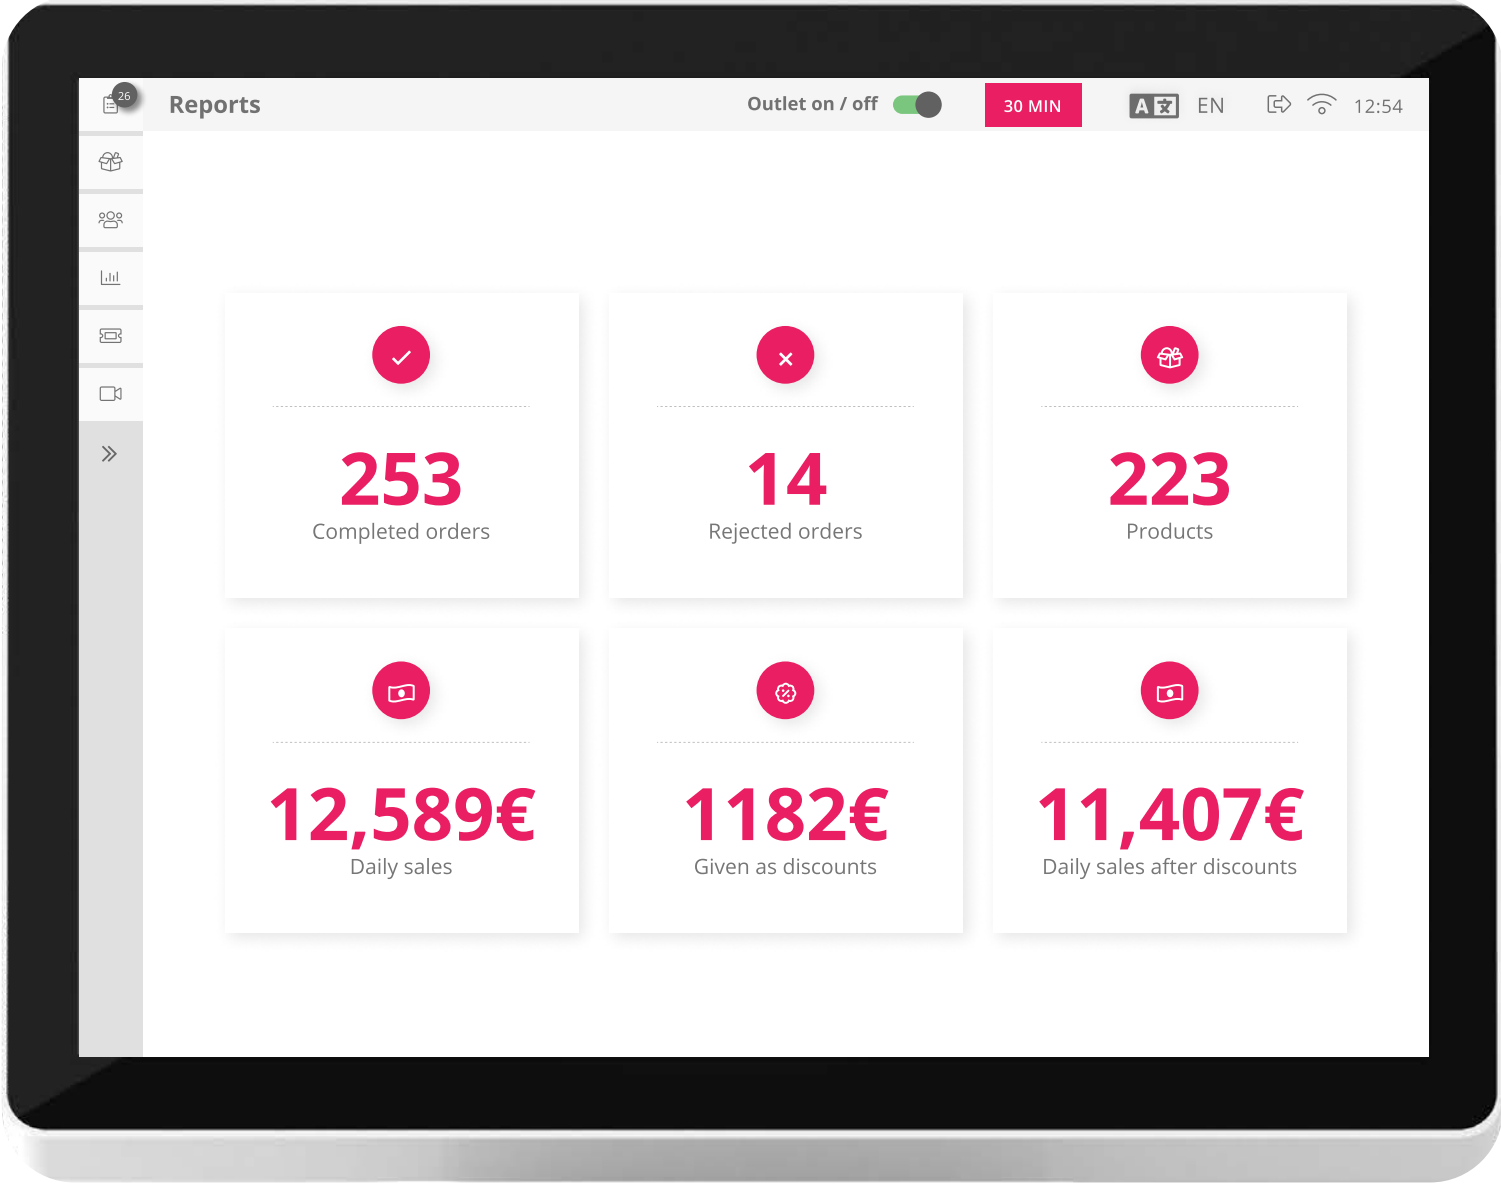 26
Reports
Outlet on / off
30 MIN
A 文
EN
12:54
253
Completed orders
14
Rejected orders
223
Products
12,589€
Daily sales
1182€
Given as discounts
11,407€
Daily sales after discounts